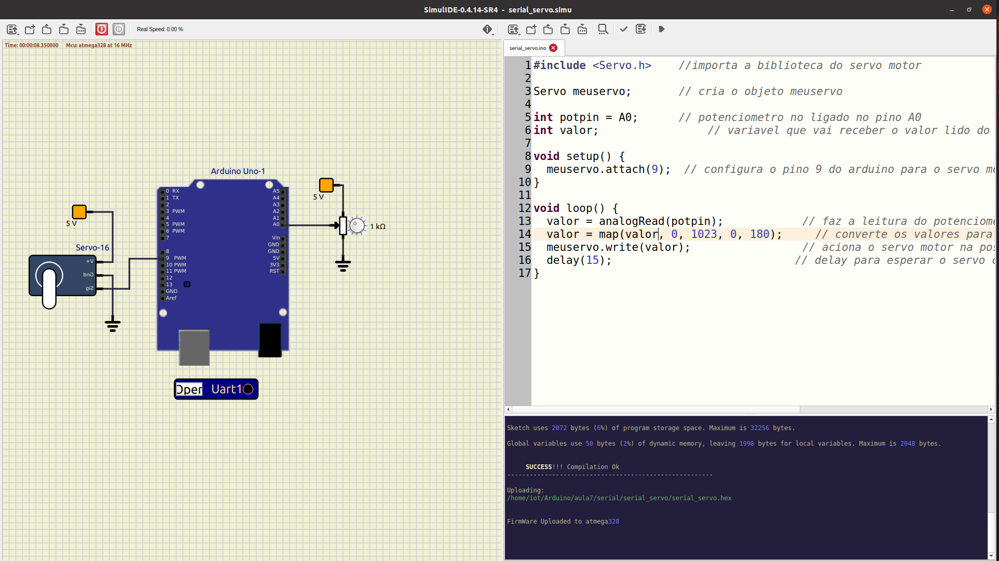 SimulIDE-0.4.14-SR4 - serial_servo.simu
Real Speed: 0.00 %
Time: 00:00:08.350000 Mcu: atmega328 at 16 MHz
Arduino Uno-1
0 RX
1 TX
2
3 PWM
4
5 PWM
6 PWM
7
8
9 PWM
10 PWM
11 PWM
12
13
GND
Aref
A5
A4
A3
A2
A1
A0
Vin
GND
GND
5V
3V3
RST
5 V
Servo-16
V+
Gnd
Sig
5 V
1 kΩ
Oper Uart1
serial_servo.ino
1 #include <Servo.h> //importa a biblioteca do servo motor
2
3 Servo meuservo; // cria o objeto meuservo
4
5 int potpin = A0; // potenciometro no ligado no pino A0
6 int valor; // variavel que vai receber o valor lido do
7
8 void setup() {
9 meuservo.attach(9); // configura o pino 9 do arduino para o servo mo
10 }
11
12 void loop() {
13 valor = analogRead(potpin); // faz a leitura do potenciome
14 valor = map(valor, 0, 1023, 0, 180); // converte os valores para
15 meuservo.write(valor); // aciona o servo motor na pos
16 delay(15); // delay para esperar o servo
17 }
Sketch uses 2072 bytes (6%) of program storage space. Maximum is 32256 bytes.
Global variables use 50 bytes (2%) of dynamic memory, leaving 1998 bytes for local variables. Maximum is 2048 bytes.
SUCCESS!!! Compilation Ok
-------------------------------------------------------
Uploading:
/home/iot/Arduino/aula7/serial/serial_servo/serial_servo.hex
FirmWare Uploaded to atmega328